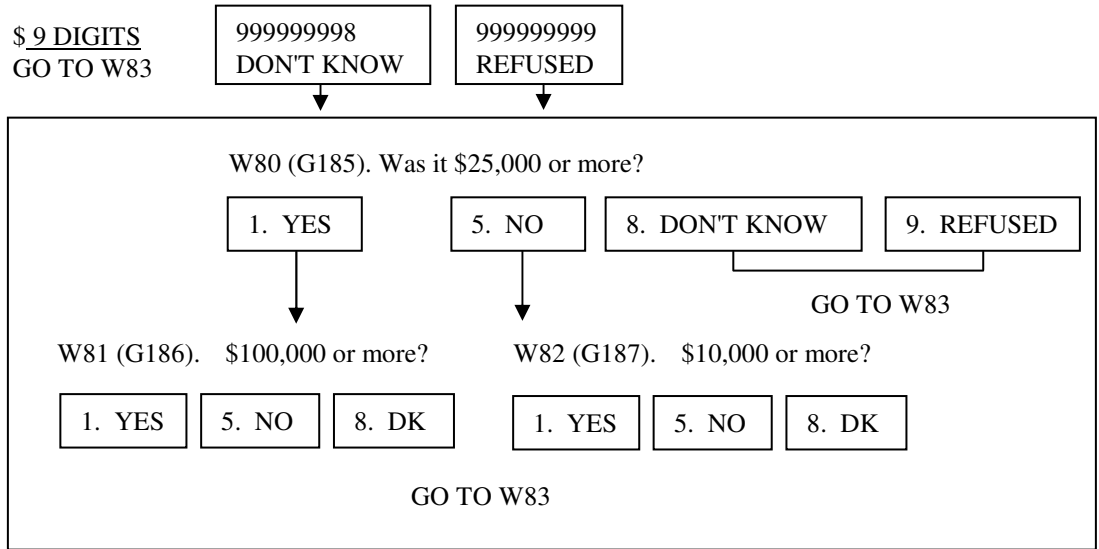 $ 9 DIGITS
GO TO W83
999999998
DON'T KNOW
999999999
REFUSED
W80 (G185). Was it $25,000 or more?
1. YES
5. NO
8. DON'T KNOW
9. REFUSED
GO TO W83
W81 (G186). $100,000 or more?
W82 (G187). $10,000 or more?
1. YES
5. NO
8. DK
1. YES
5. NO
8. DK
GO TO W83